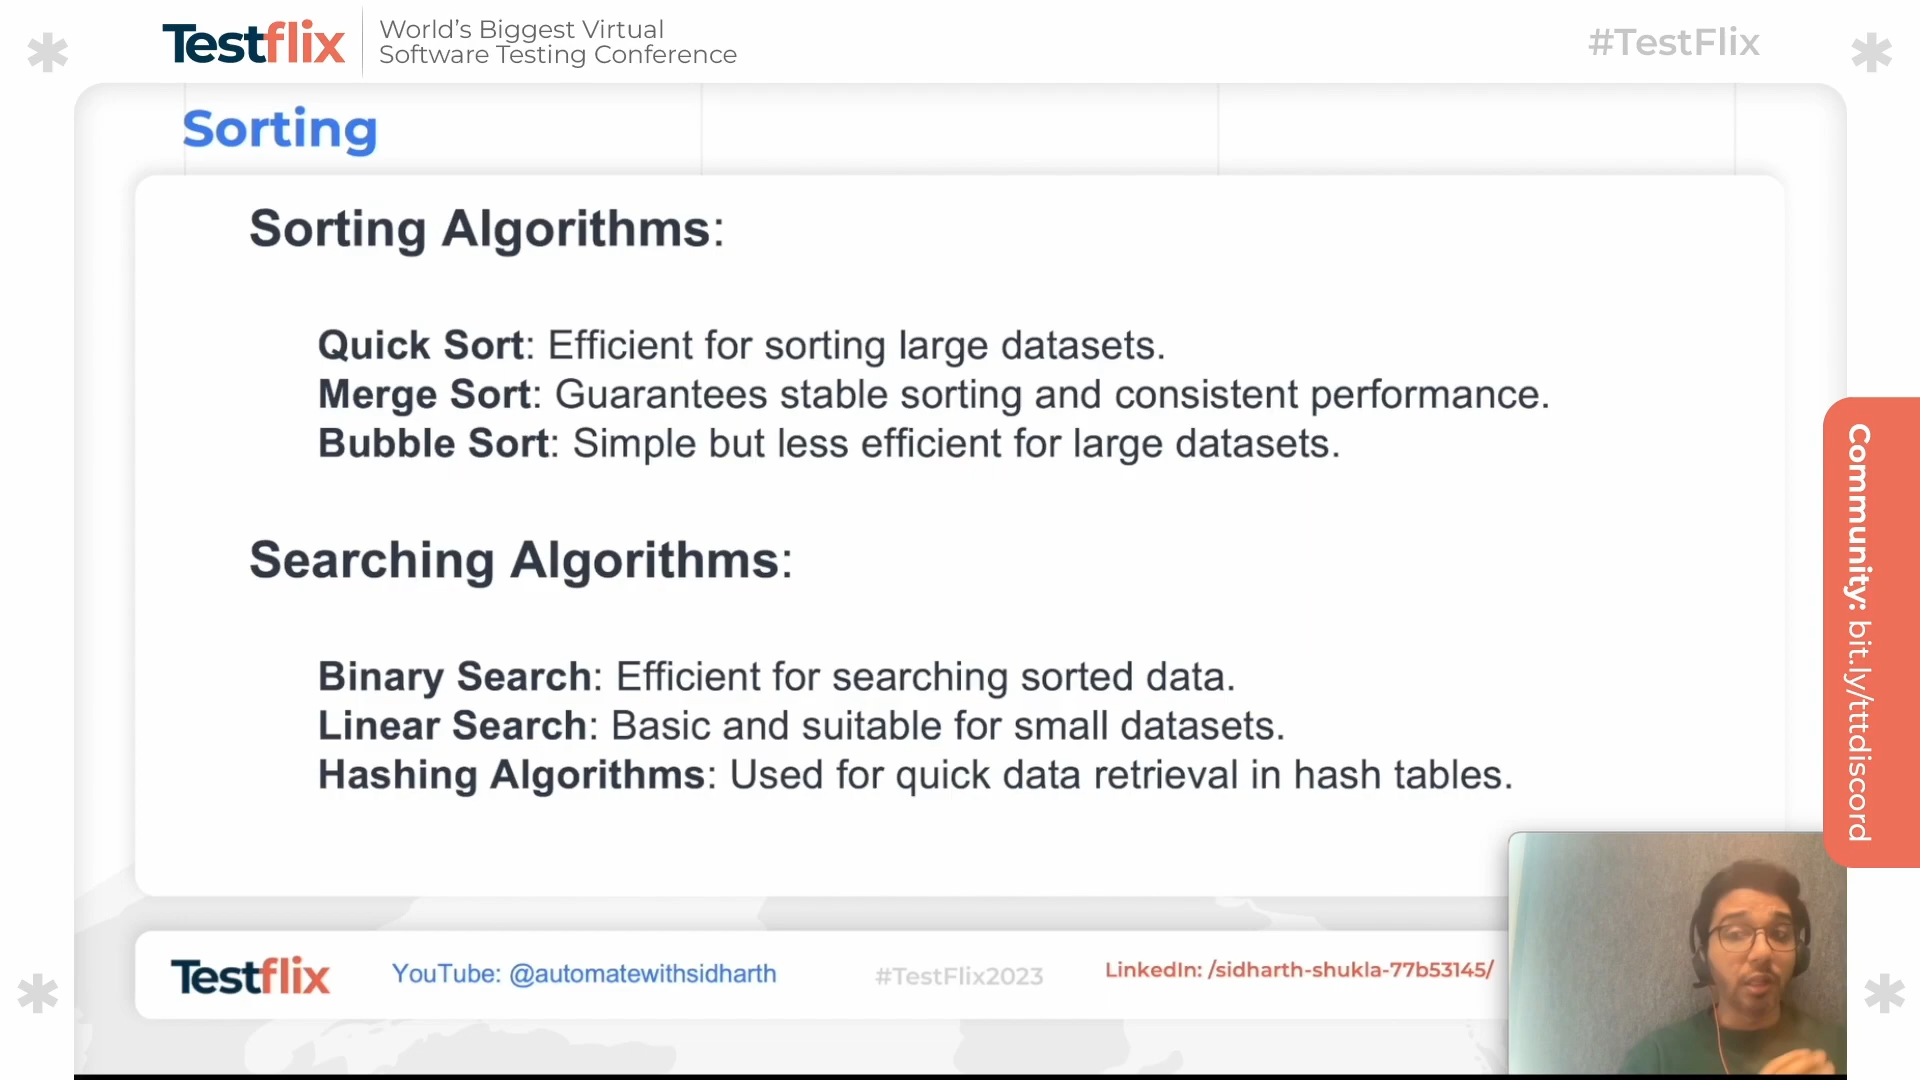 Testflix
World's Biggest Virtual
Software Testing Conference
#TestFlix
Sorting
Sorting Algorithms:
Quick Sort: Efficient for sorting large datasets.
Merge Sort: Guarantees stable sorting and consistent performance.
Bubble Sort: Simple but less efficient for large datasets.
Searching Algorithms:
Binary Search: Efficient for searching sorted data.
Linear Search: Basic and suitable for small datasets.
Hashing Algorithms: Used for quick data retrieval in hash tables.
Community: bit.ly/tttdiscord
Testflix
YouTube: @automatewithsidharth
#TestFlix2023
LinkedIn: /sidharth-shukla-77b53145/